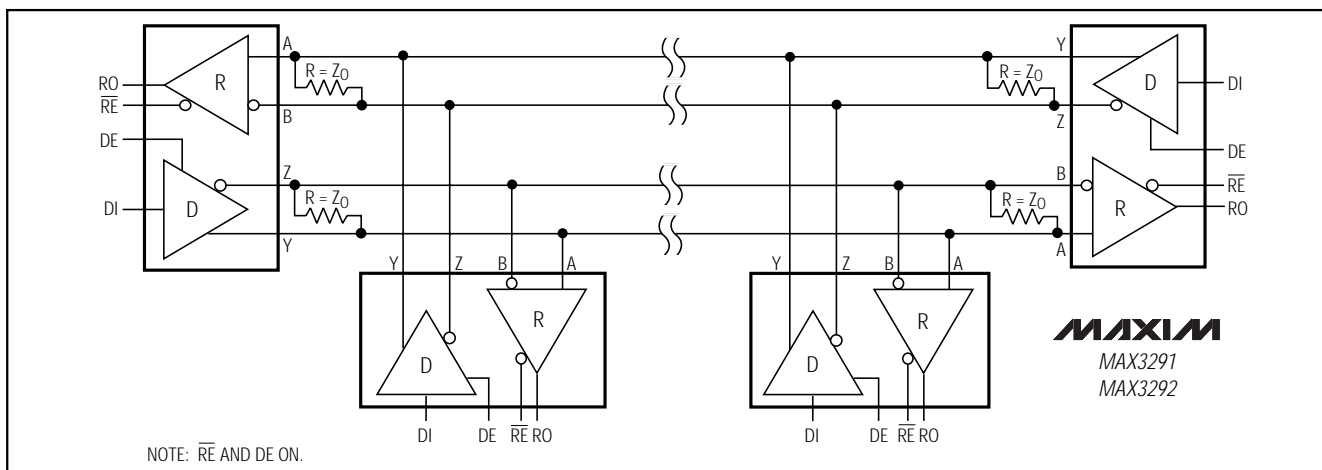 A
Y
R = Z0
R = Z0
RO
R
D
DI
RE
B
Z
DE
DE
Z
B
RE
DI
D
R = Z0
R = Z0
R
RO
Y
A
Y Z B A
Y Z B A
R
R
D
D
MAXIM
MAX3291
MAX3292
DI DE RE RO
DI DE RE RO
NOTE: RE AND DE ON.